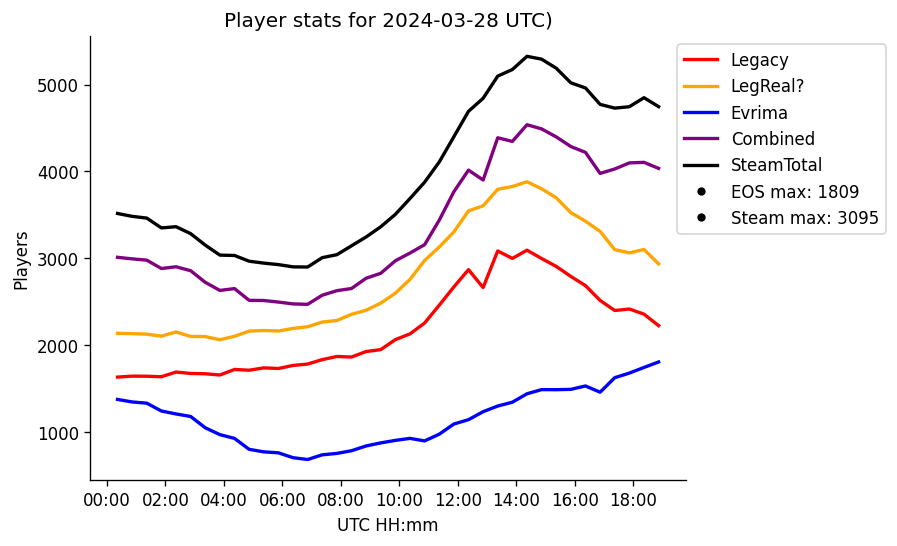 Player stats for 2024-03-28 UTC)
Players
5000
4000
3000
2000
1000
00:00 02:00 04:00 06:00 08:00 10:00 12:00 14:00 16:00 18:00
UTC HH:mm
Legacy
LegReal?
Evrima
Combined
SteamTotal
EOS max: 1809
Steam max: 3095